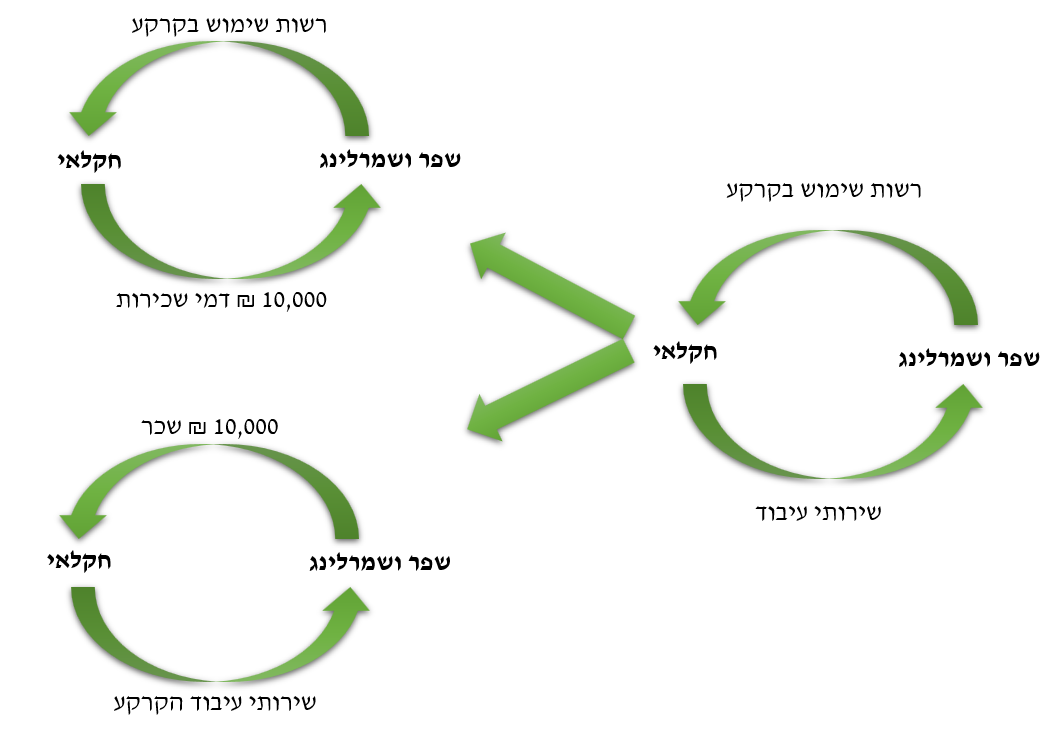 רשות שימוש בקרקע
שפר ושמרלינג
חקלאי
שירותי עיבוד
רשות שימוש בקרקע
שפר ושמרלינג
חקלאי
10,000 ₪ דמי שכירות
10,000 ₪ שכר
שפר ושמרלינג
חקלאי
שירותי עיבוד הקרקע